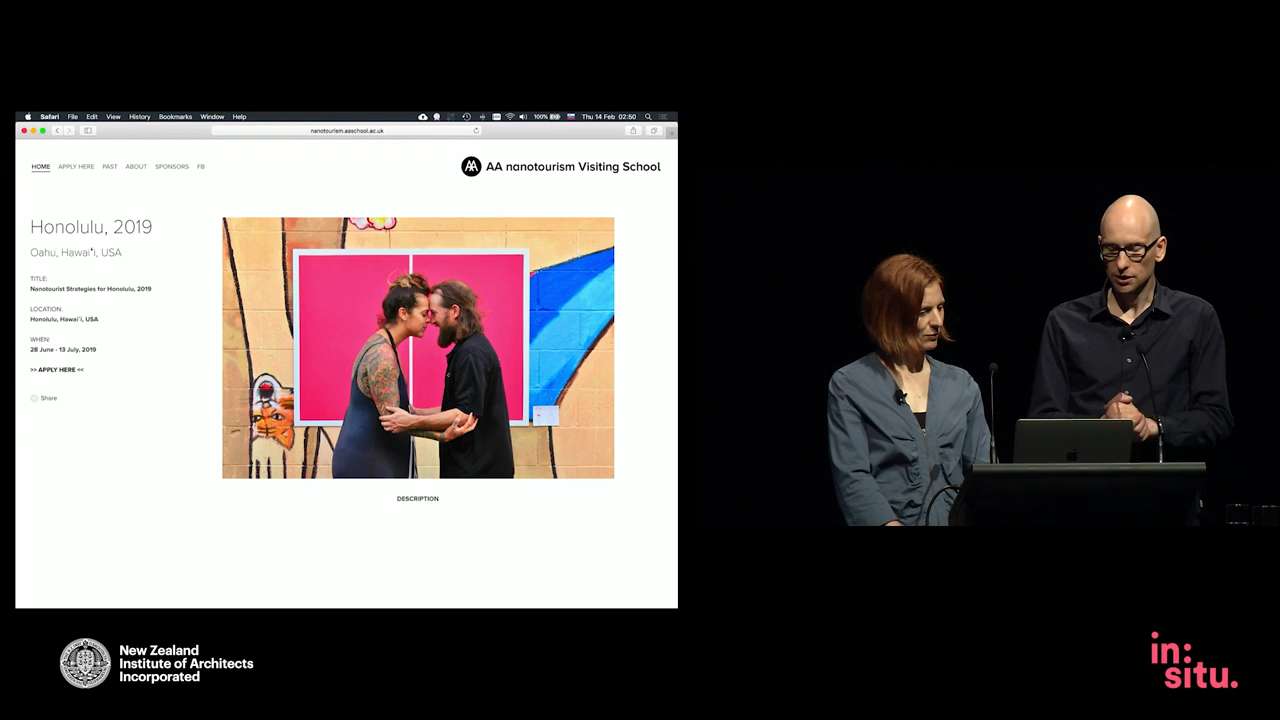 Safari File Edit View History Bookmarks Window Help
100% Thu 14 Feb 02:50
nanotourism.aaschool.ac.uk
HOME APPLY HERE PAST ABOUT SPONSORS FB
AA nanotourism Visiting School
Honolulu, 2019
Oahu, Hawaiʻi, USA
TITLE:
Nanotourist Strategies for Honolulu, 2019
LOCATION:
Honolulu, Hawaiʻi, USA
WHEN:
28 June - 13 July, 2019
>> APPLY HERE <<
Share
DESCRIPTION
New Zealand
Institute of Architects
Incorporated
in:
situ.